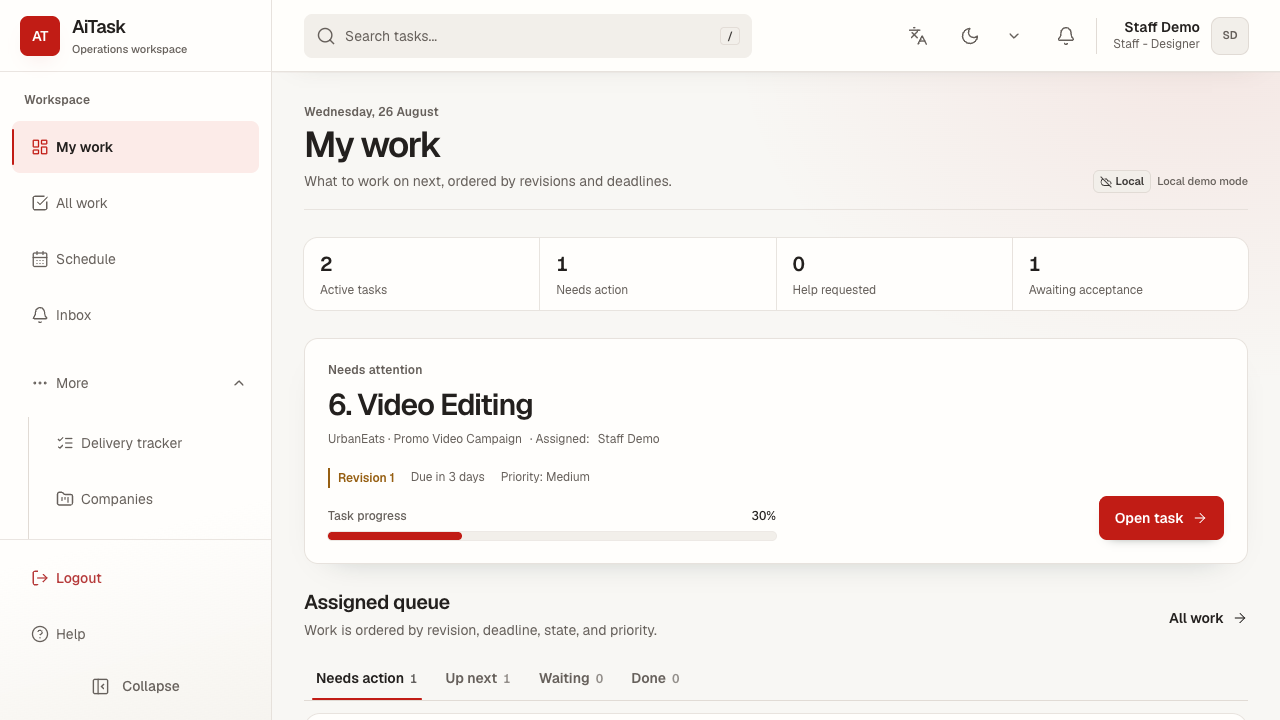 AT
AiTask
Operations workspace
Workspace
My work
All work
Schedule
Inbox
More
Delivery tracker
Companies
Logout
Help
Collapse
Search tasks...
/
Staff Demo
Staff - Designer
SD
Wednesday, 26 August
My work
What to work on next, ordered by revisions and deadlines.
Local
Local demo mode
2
Active tasks
1
Needs action
0
Help requested
1
Awaiting acceptance
Needs attention
6. Video Editing
UrbanEats · Promo Video Campaign · Assigned: Staff Demo
Revision 1
Due in 3 days
Priority: Medium
Task progress
30%
Open task
Assigned queue
Work is ordered by revision, deadline, state, and priority.
All work
Needs action 1
Up next 1
Waiting 0
Done 0